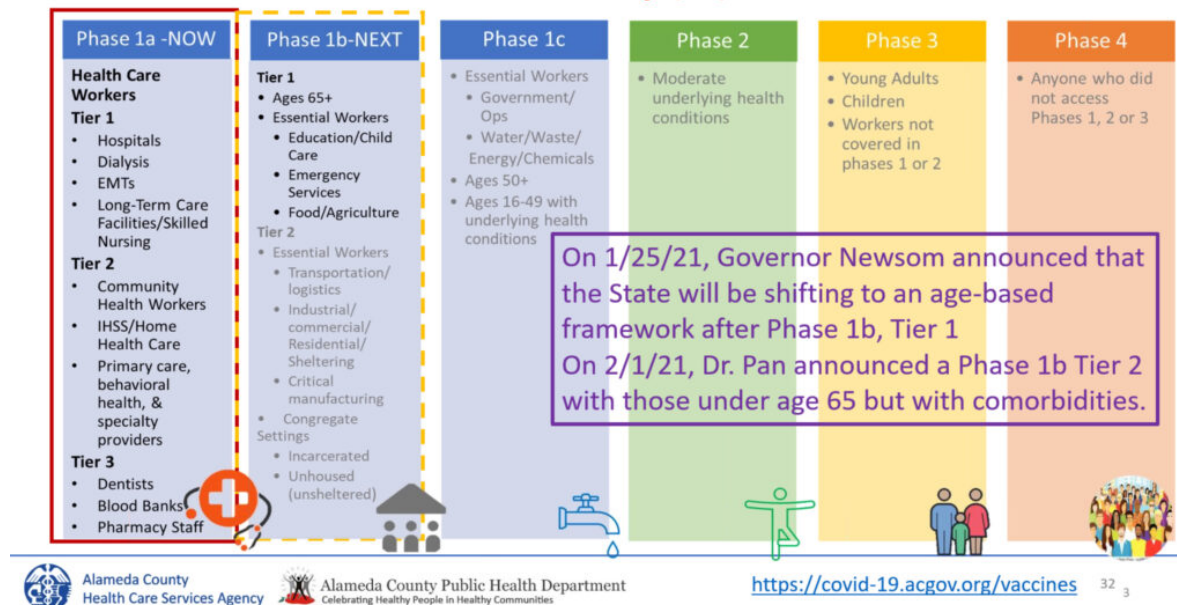 Phase 1a -NOW
Health Care
Workers
Tier 1
• Hospitals
• Dialysis
• EMTs
• Long-Term Care
Facilities/Skilled
Nursing
Tier 2
• Community
Health Workers
• IHSS/Home
Health Care
• Primary care,
behavioral
health, &
specialty
providers
Tier 3
• Dentists
• Blood Banks
• Pharmacy Staff
Phase 1b-NEXT
Tier 1
• Ages 65+
• Essential Workers
• Education/Child
Care
• Emergency
Services
• Food/Agriculture
Tier 2
• Essential Workers
• Transportation/
logistics
• Industrial/
commercial/
Residential/
Sheltering
• Critical
manufacturing
• Congregate
Settings
• Incarcerated
• Unhoused
(unsheltered)
Phase 1c
• Essential Workers
• Government/
Ops
• Water/Waste/
Energy/Chemicals
• Ages 50+
• Ages 16-49 with
underlying health
conditions
Phase 2
• Moderate
underlying health
conditions
Phase 3
• Young Adults
• Children
• Workers not
covered in
phases 1 or 2
Phase 4
• Anyone who did
not access
Phases 1, 2 or 3
On 1/25/21, Governor Newsom announced that
the State will be shifting to an age-based
framework after Phase 1b, Tier 1
On 2/1/21, Dr. Pan announced a Phase 1b Tier 2
with those under age 65 but with comorbidities.
Alameda County
Health Care Services Agency
Alameda County Public Health Department
Celebrating Healthy People in Healthy Communities
https://covid-19.acgov.org/vaccines
32
3